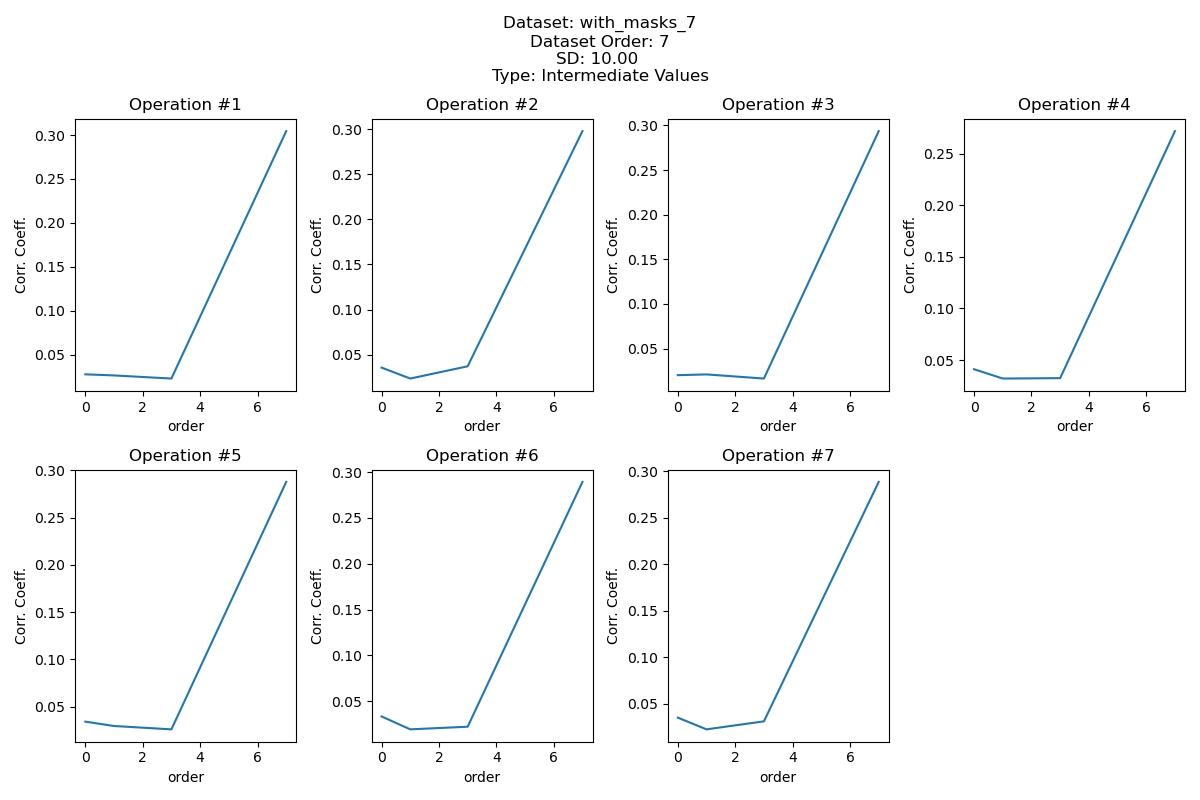 Dataset: with_masks_7
Dataset Order: 7
SD: 10.00
Type: Intermediate Values
Operation #1
Corr. Coeff.
0.30
0.25
0.20
0.15
0.10
0.05
0 2 4 6
order
Operation #2
Corr. Coeff.
0.30
0.25
0.20
0.15
0.10
0.05
0 2 4 6
order
Operation #3
Corr. Coeff.
0.30
0.25
0.20
0.15
0.10
0.05
0 2 4 6
order
Operation #4
Corr. Coeff.
0.25
0.20
0.15
0.10
0.05
0 2 4 6
order
Operation #5
Corr. Coeff.
0.30
0.25
0.20
0.15
0.10
0.05
0 2 4 6
order
Operation #6
Corr. Coeff.
0.30
0.25
0.20
0.15
0.10
0.05
0 2 4 6
order
Operation #7
Corr. Coeff.
0.30
0.25
0.20
0.15
0.10
0.05
0 2 4 6
order